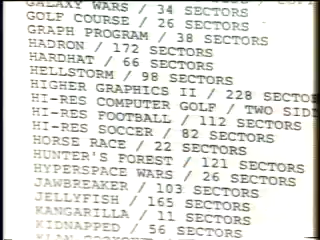 GALAXY WARS / 34 SECTORS
GOLF COURSE / 26 SECTORS
GRAPH PROGRAM / 38 SECTORS
HADRON / 172 SECTORS
HARDHAT / 66 SECTORS
HELLSTORM / 98 SECTORS
HIGHER GRAPHICS II / 228 SECTOR
HI-RES COMPUTER GOLF / TWO SID
HI-RES FOOTBALL / 112 SECTORS
HI-RES SOCCER / 82 SECTORS
HORSE RACE / 22 SECTORS
HUNTER'S FOREST / 121 SECTORS
HYPERSPACE WARS / 26 SECTORS
JAWBREAKER / 103 SECTORS
JELLYFISH / 165 SECTORS
KANGARILLA / 11 SECTORS
KIDNAPPED / 56 SECTORS